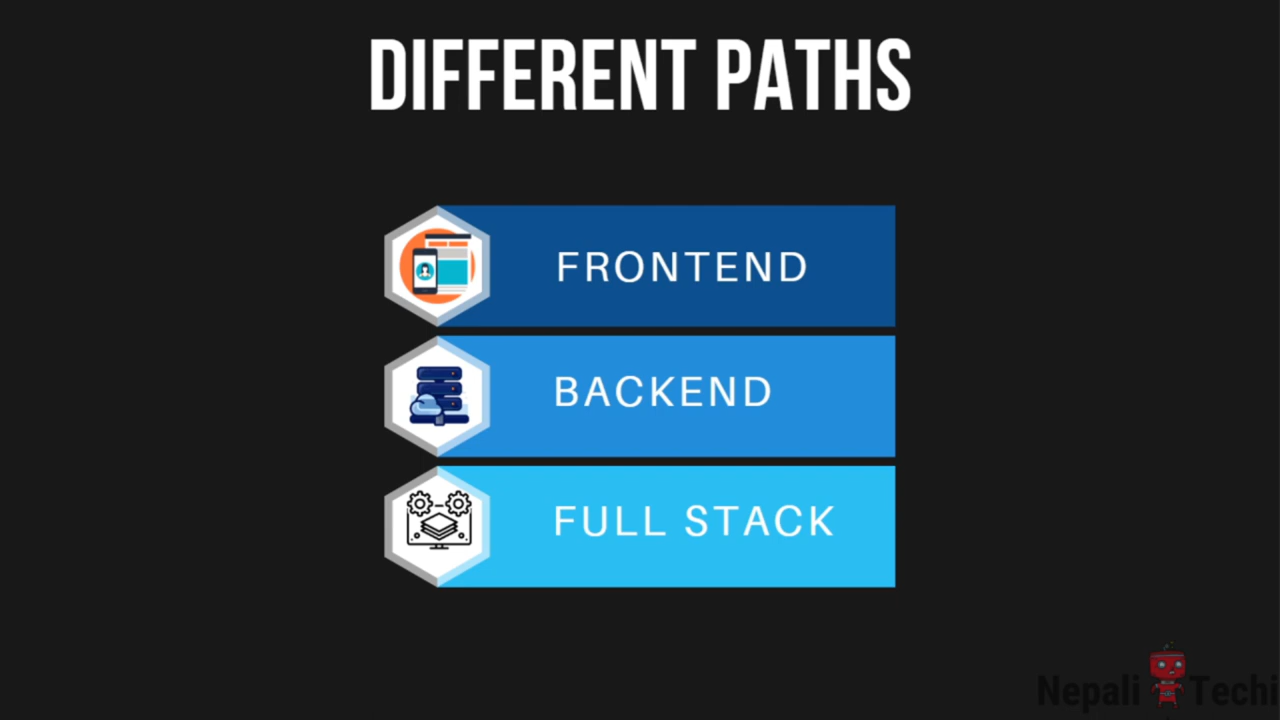 DIFFERENT PATHS
FRONTEND
BACKEND
FULL STACK
Nepali Techi